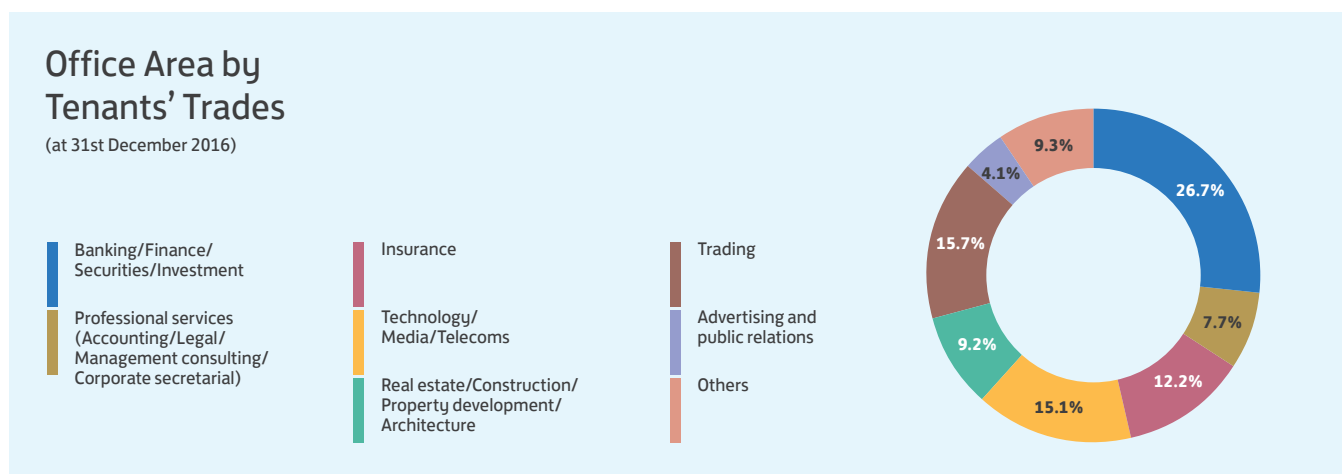 Office Area by
Tenants’ Trades
(at 31st December 2016)
Banking/Finance/
Securities/Investment
Professional services
(Accounting/Legal/
Management consulting/
Corporate secretarial)
Insurance
Technology/
Media/Telecoms
Real estate/Construction/
Property development/
Architecture
Trading
Advertising and
public relations
Others
26.7%
7.7%
12.2%
15.1%
9.2%
15.7%
4.1%
9.3%